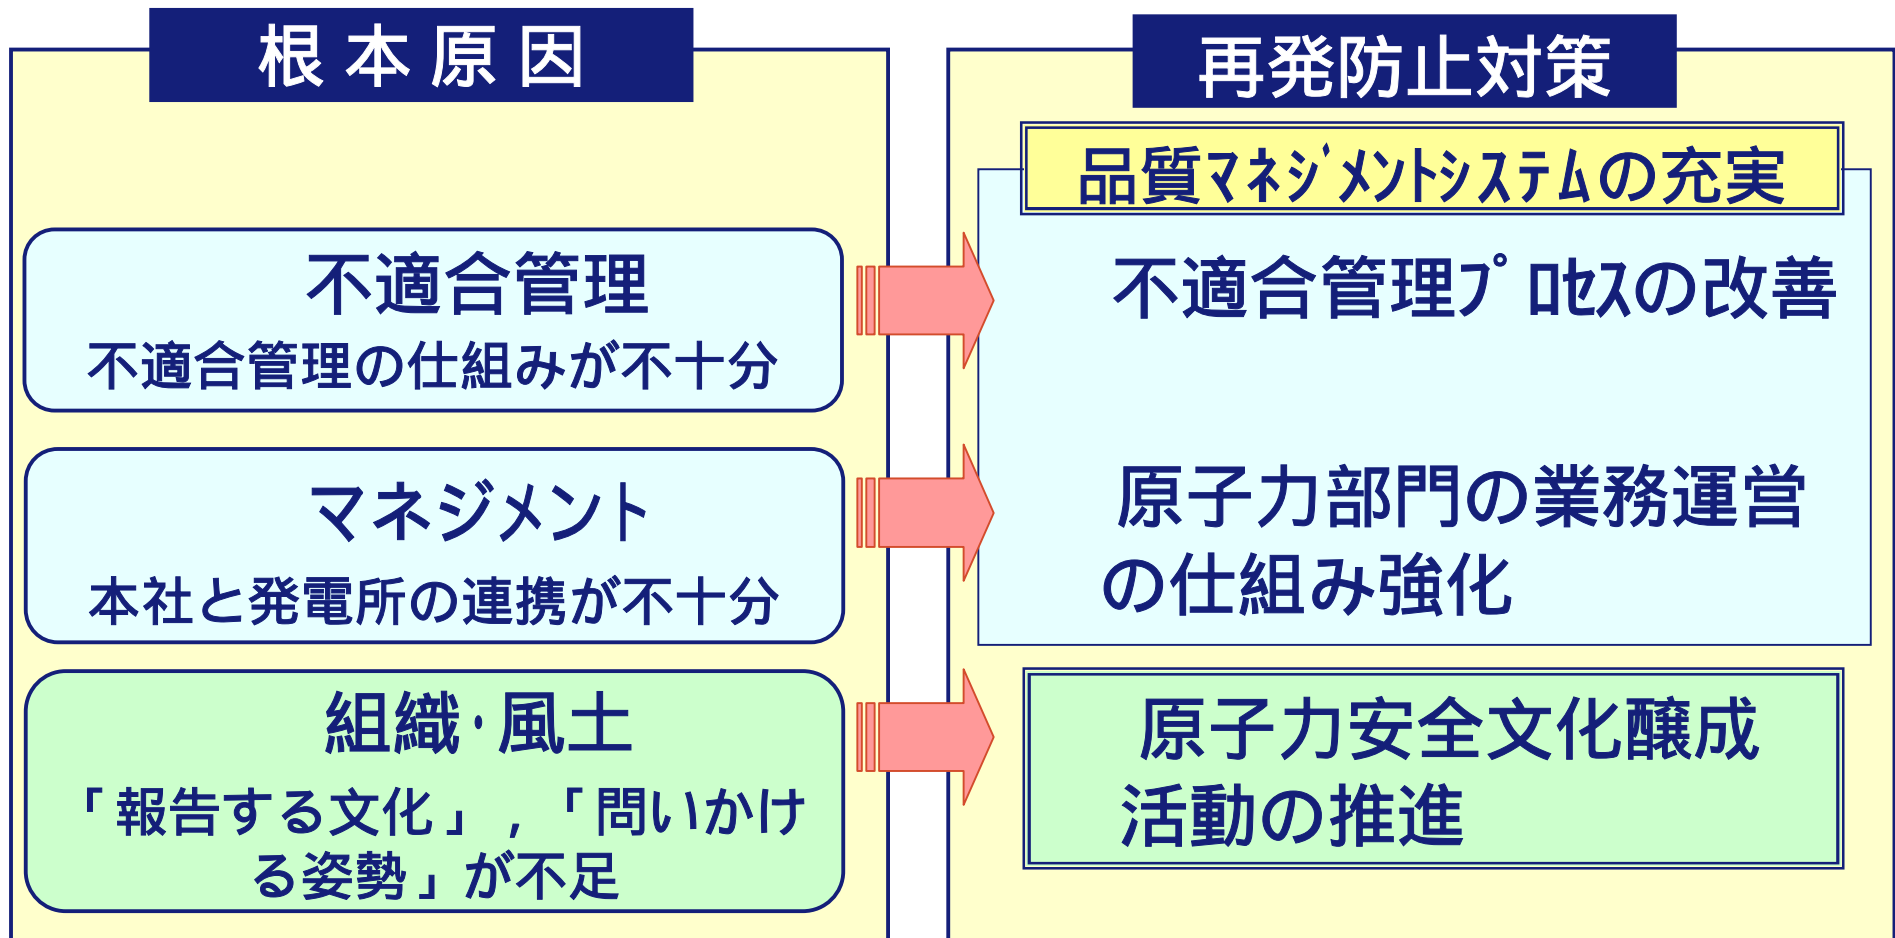 根本原因
不適合管理
不適合管理の仕組みが不十分
マネジメント
本社と発電所の連携が不十分
組織・風土
「報告する文化」,「問いかけ
る姿勢」が不足
再発防止対策
品質ﾏﾈｼﾞﾒﾝﾄｼｽﾃﾑの充実
不適合管理ﾌﾟﾛｾｽの改善
原子力部門の業務運営
の仕組み強化
原子力安全文化醸成
活動の推進